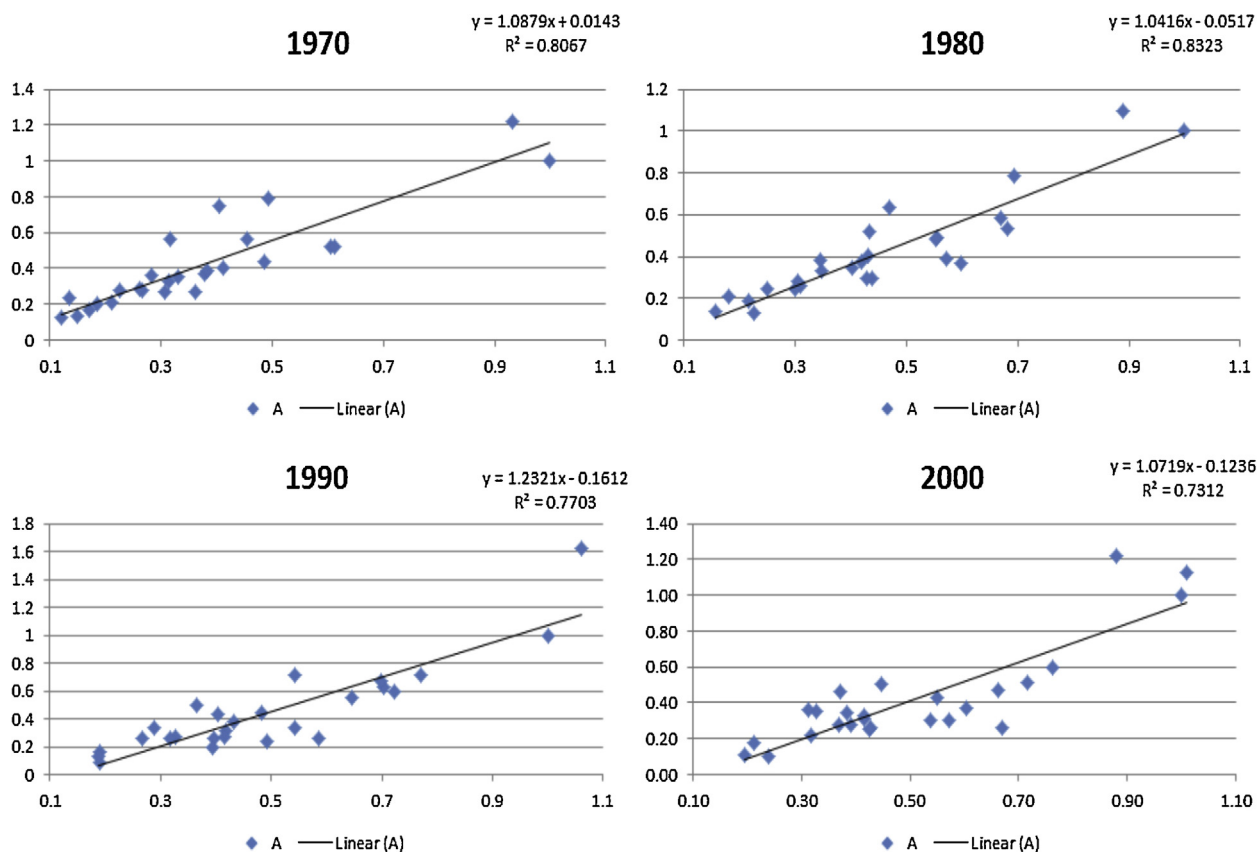 1970
y = 1.0879x + 0.0143
R² = 0.8067
1.4
1.2
1
0.8
0.6
0.4
0.2
0
0.1 0.3 0.5 0.7 0.9 1.1
A Linear (A)
1980
y = 1.0416x - 0.0517
R² = 0.8323
1.2
1
0.8
0.6
0.4
0.2
0
0.1 0.3 0.5 0.7 0.9 1.1
A Linear (A)
1990
y = 1.2321x - 0.1612
R² = 0.7703
1.8
1.6
1.4
1.2
1
0.8
0.6
0.4
0.2
0
0.1 0.3 0.5 0.7 0.9 1.1
A Linear (A)
2000
y = 1.0719x - 0.1236
R² = 0.7312
1.40
1.20
1.00
0.80
0.60
0.40
0.20
0.00
0.10 0.30 0.50 0.70 0.90 1.10
A Linear (A)